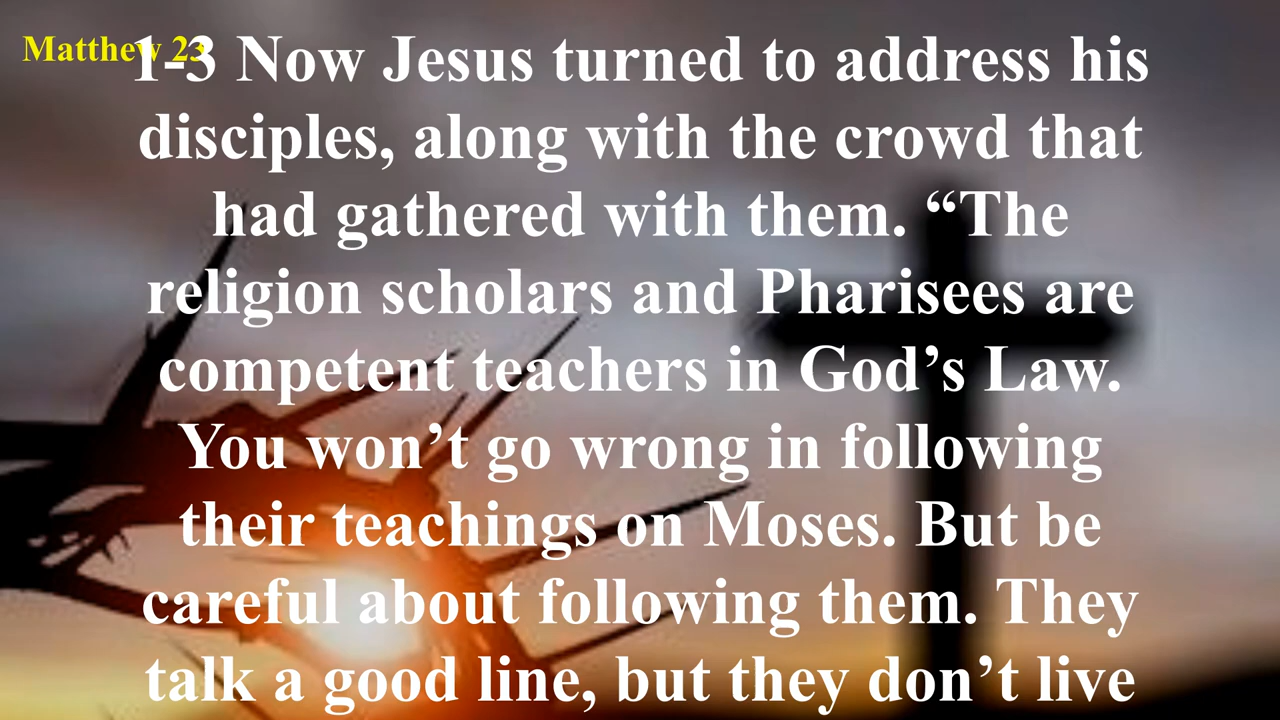 Matthew 23
1-3 Now Jesus turned to address his
disciples, along with the crowd that
had gathered with them. “The
religion scholars and Pharisees are
competent teachers in God’s Law.
You won’t go wrong in following
their teachings on Moses. But be
careful about following them. They
talk a good line, but they don’t live